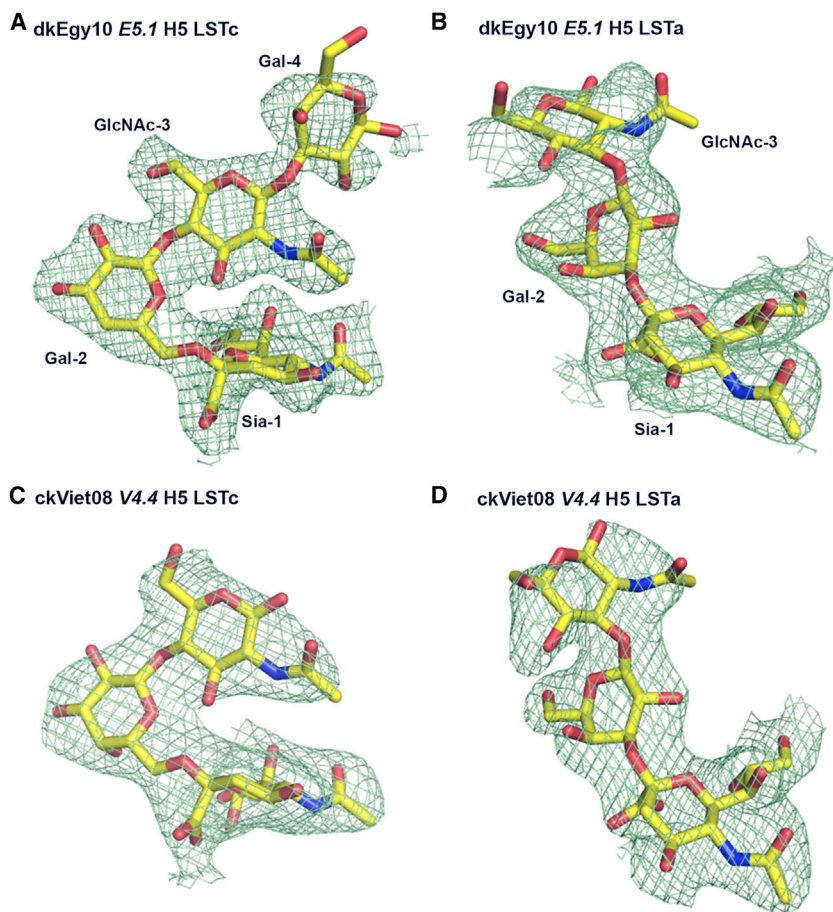 A dkEgy10 E5.1 H5 LSTc
Gal-4
GlcNAc-3
Gal-2
Sia-1
B dkEgy10 E5.1 H5 LSTa
GlcNAc-3
Gal-2
Sia-1
C ckViet08 V4.4 H5 LSTc
D ckViet08 V4.4 H5 LSTa